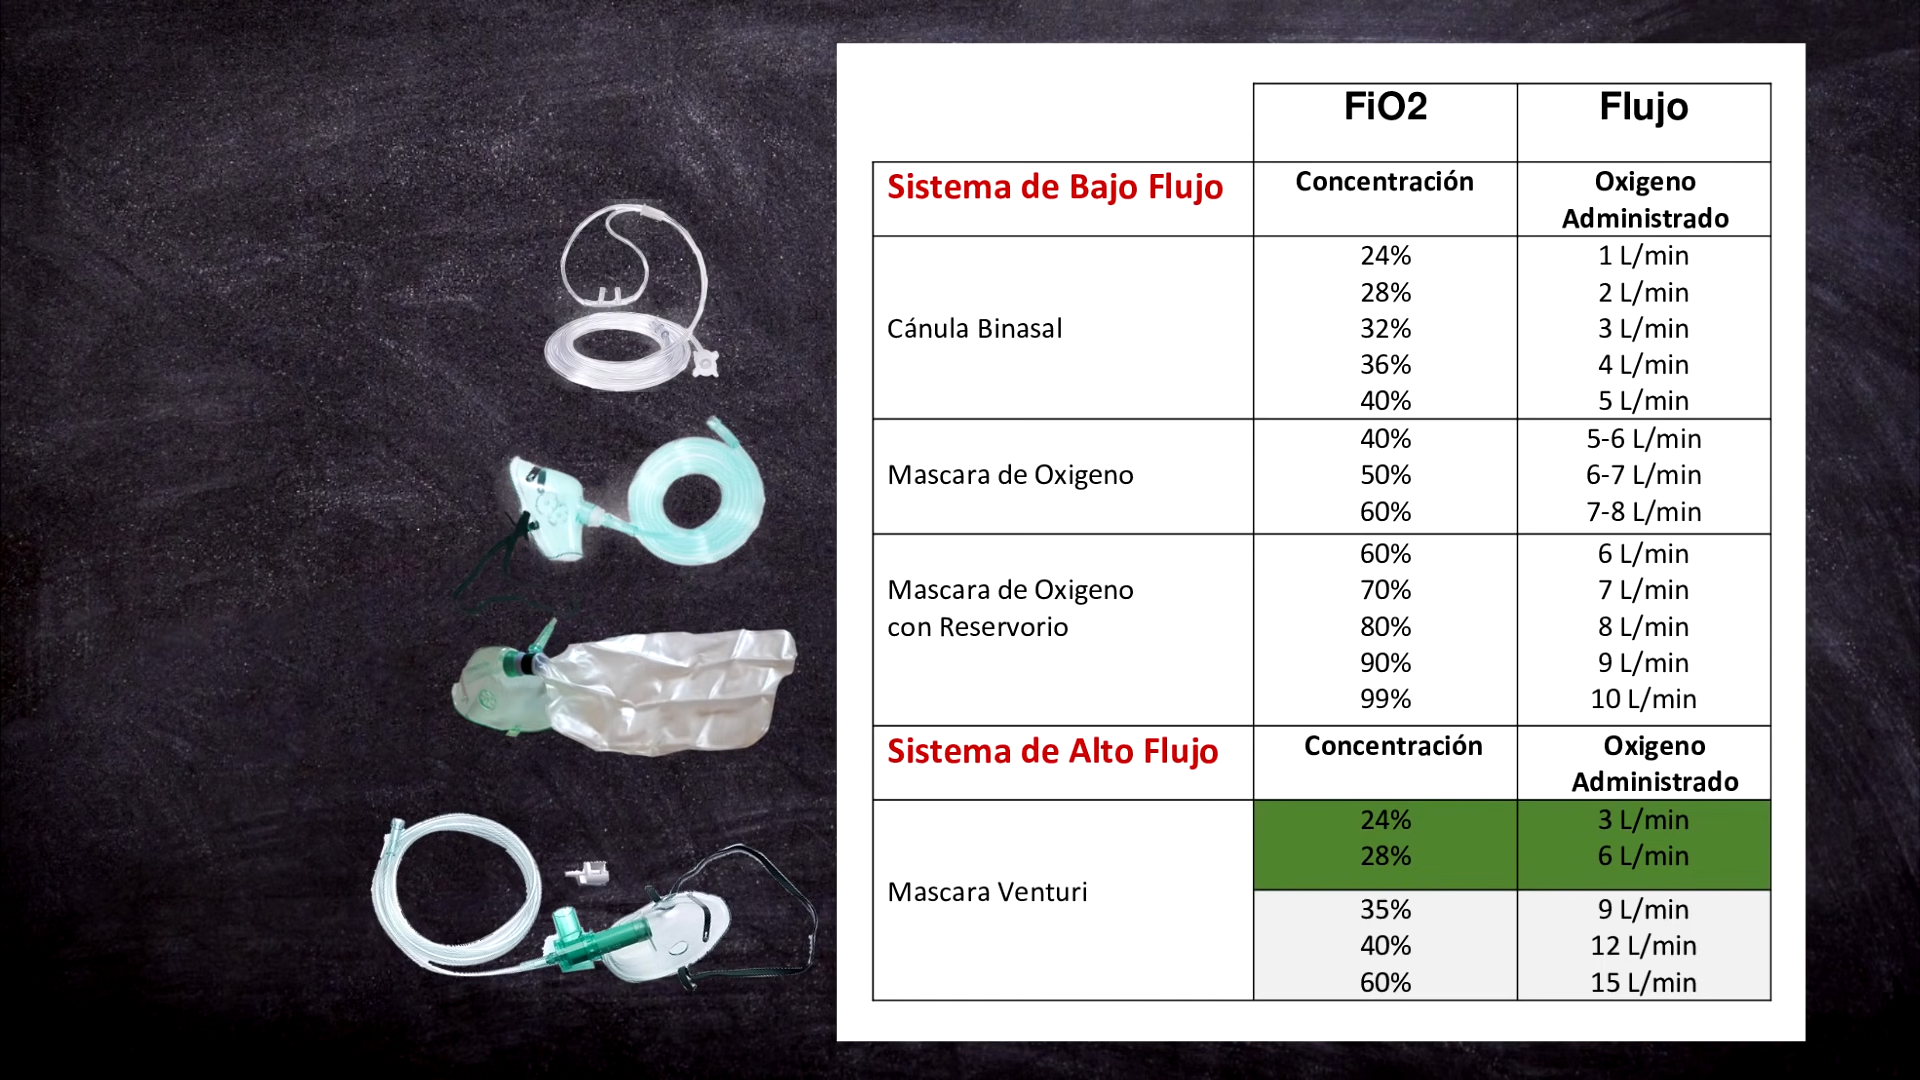 FiO2 Flujo
Sistema de Bajo Flujo Concentración Oxigeno
Administrado
24% 1 L/min
28% 2 L/min
Cánula Binasal 32% 3 L/min
36% 4 L/min
40% 5 L/min
40% 5-6 L/min
Mascara de Oxigeno 50% 6-7 L/min
60% 7-8 L/min
60% 6 L/min
Mascara de Oxigeno 70% 7 L/min
con Reservorio 80% 8 L/min
90% 9 L/min
99% 10 L/min
Sistema de Alto Flujo Concentración Oxigeno
Administrado
24% 3 L/min
28% 6 L/min
Mascara Venturi
35% 9 L/min
40% 12 L/min
60% 15 L/min